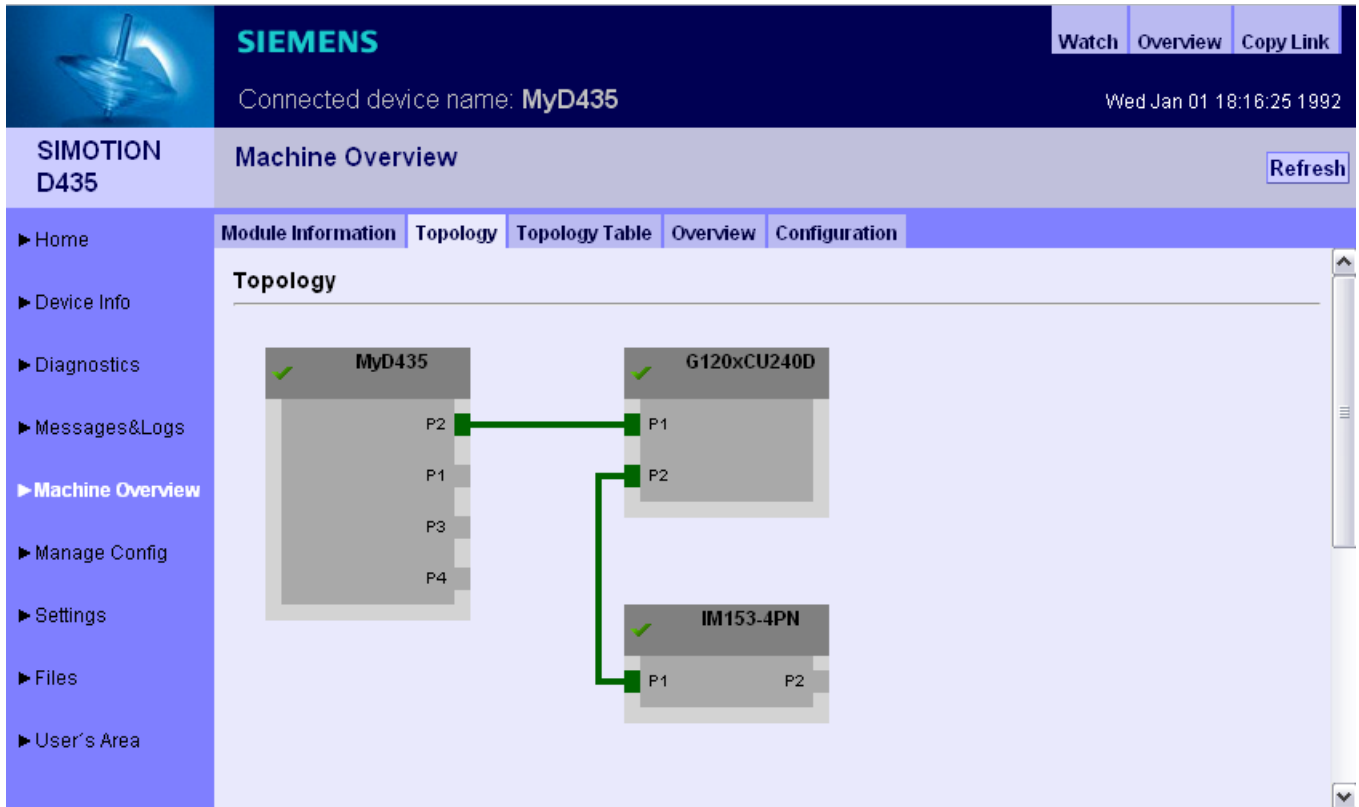 SIEMENS
Watch Overview Copy Link
Connected device name: MyD435
Wed Jan 01 18:16:25 1992
SIMOTION
D435
Machine Overview
Refresh
►Home
►Device Info
►Diagnostics
►Messages&Logs
►Machine Overview
►Manage Config
►Settings
►Files
►User´s Area
Module Information Topology Topology Table Overview Configuration
Topology
MyD435
P2
P1
P3
P4
G120xCU240D
P1
P2
IM153-4PN
P1 P2